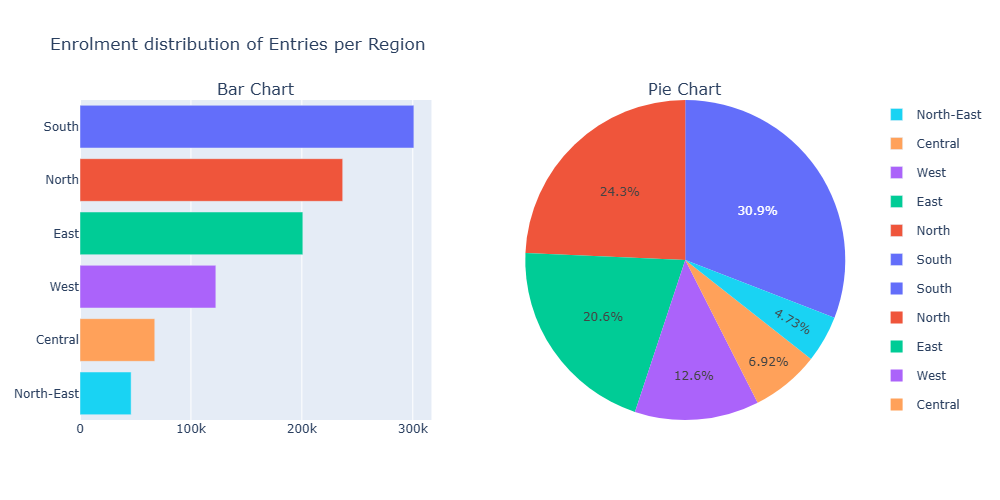 Enrolment distribution of Entries per Region
Bar Chart
South
North
East
West
Central
North-East
0
100k
200k
300k
Pie Chart
30.9%
24.3%
20.6%
12.6%
6.92%
4.73%
North-East
Central
West
East
North
South
South
North
East
West
Central